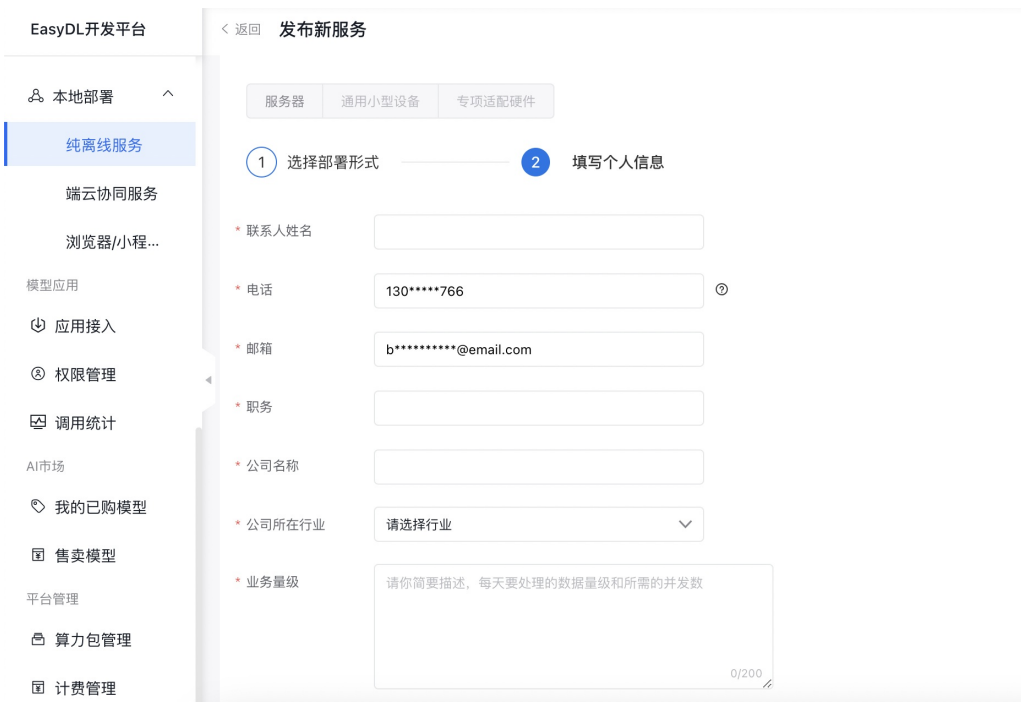 EasyDL开发平台
返回 发布新服务
本地部署
纯离线服务
端云协同服务
浏览器/小程...
模型应用
应用接入
权限管理
调用统计
AI市场
我的已购模型
售卖模型
平台管理
算力包管理
计费管理
服务器 通用小型设备 专项适配硬件
1 选择部署形式 2 填写个人信息
* 联系人姓名
* 电话 130*****766
* 邮箱 b**********@email.com
* 职务
* 公司名称
* 公司所在行业 请选择行业
* 业务量级 请你简要描述，每天要处理的数据量级和所需的并发数
0/200